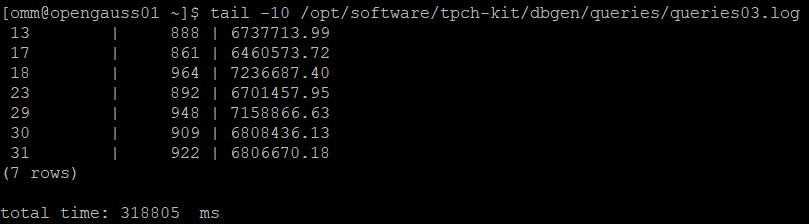 [omm@opengauss01 ~]$ tail -10 /opt/software/tpch-kit/dbgen/queries/queries03.log
 13        |     888 | 6737713.99
 17        |     861 | 6460573.72
 18        |     964 | 7236687.40
 23        |     892 | 6701457.95
 29        |     948 | 7158866.63
 30        |     909 | 6808436.13
 31        |     922 | 6806670.18
(7 rows)

total time: 318805  ms